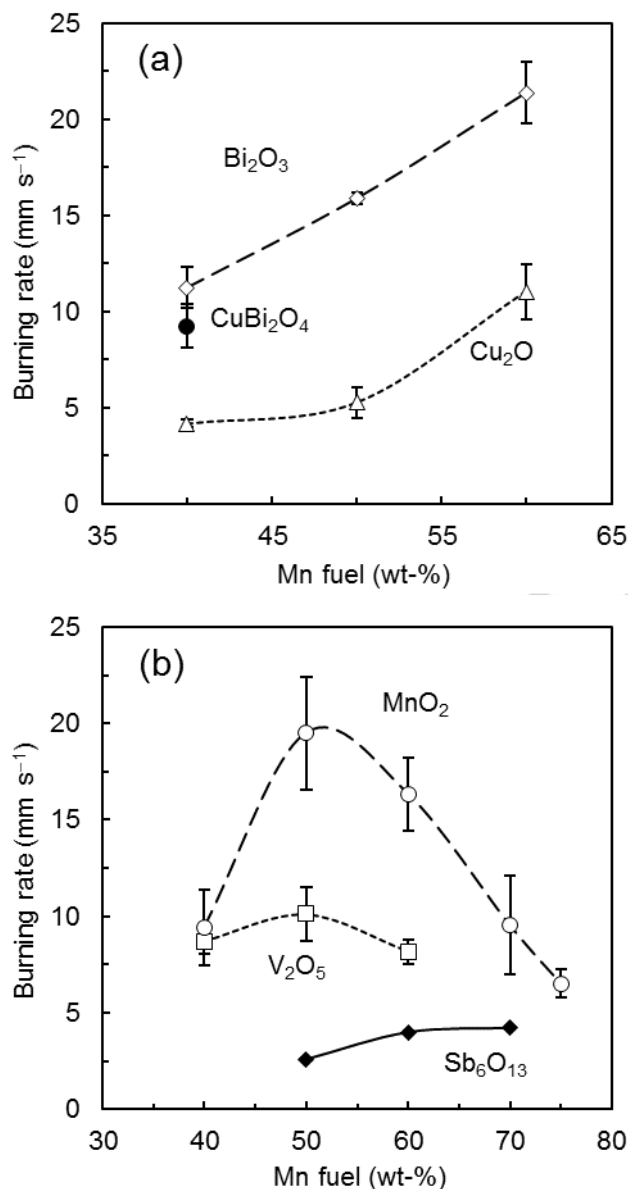 25
20
15
10
5
0
Burning rate (mm s⁻¹)
(a)
Bi₂O₃
CuBi₂O₄
Cu₂O
35 45 55 65
Mn fuel (wt-%)
25
20
15
10
5
0
Burning rate (mm s⁻¹)
(b)
MnO₂
V₂O₅
Sb₆O₁₃
30 40 50 60 70 80
Mn fuel (wt-%)